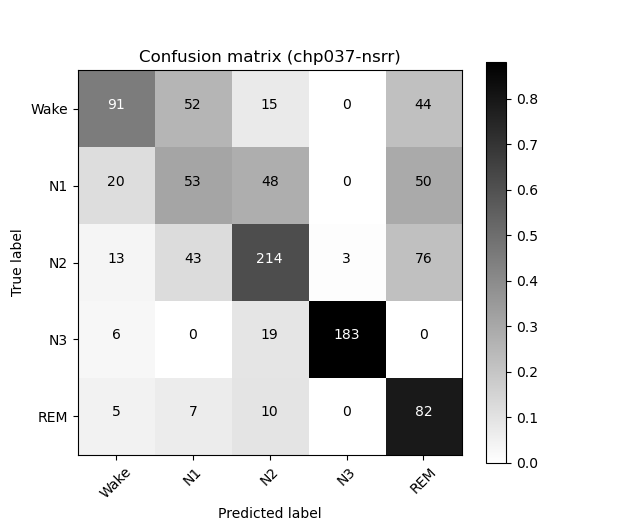 Confusion matrix (chp037-nsrr)
Wake 91 52 15 0 44
N1 20 53 48 0 50
N2 13 43 214 3 76
N3 6 0 19 183 0
REM 5 7 10 0 82
Wake N1 N2 N3 REM
True label
Predicted label
0.8
0.7
0.6
0.5
0.4
0.3
0.2
0.1
0.0